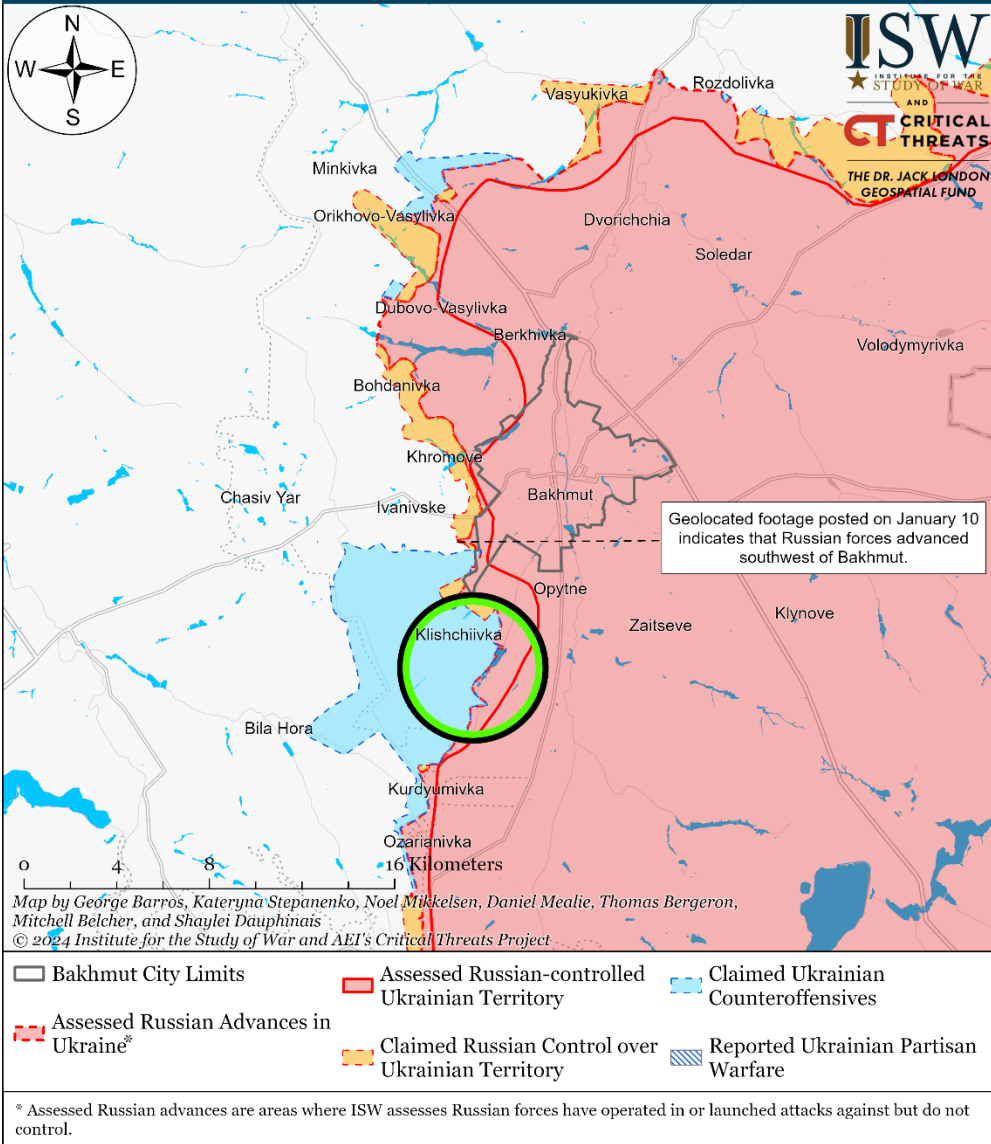 N
W E
S
ISW
INSTITUTE FOR THE
STUDY OF WAR
AND
CT CRITICAL
THREATS
THE DR. JACK LONDON
GEOSPATIAL FUND
Vasyukivka
Rozdolivka
Minkivka
Orikhovo-Vasylivka
Dvorichchia
Soledar
Dubovo-Vasylivka
Berkhivka
Volodymyrivka
Bohdanivka
Khromove
Chasiv Yar
Ivanivske
Bakhmut
Geolocated footage posted on January 10
indicates that Russian forces advanced
southwest of Bakhmut.
Opytne
Klishchiivka
Zaitseve
Klynove
Bila Hora
Kurdyumivka
Ozarianivka
0 4 8 16 Kilometers
Map by George Barros, Kateryna Stepanenko, Noel Mikkelsen, Daniel Mealie, Thomas Bergeron,
Mitchell Belcher, and Shaylei Dauphinais
© 2024 Institute for the Study of War and AEI's Critical Threats Project
Bakhmut City Limits
Assessed Russian Advances in
Ukraine*
Assessed Russian-controlled
Ukrainian Territory
Claimed Russian Control over
Ukrainian Territory
Claimed Ukrainian
Counteroffensives
Reported Ukrainian Partisan
Warfare
* Assessed Russian advances are areas where ISW assesses Russian forces have operated in or launched attacks against but do not
control.